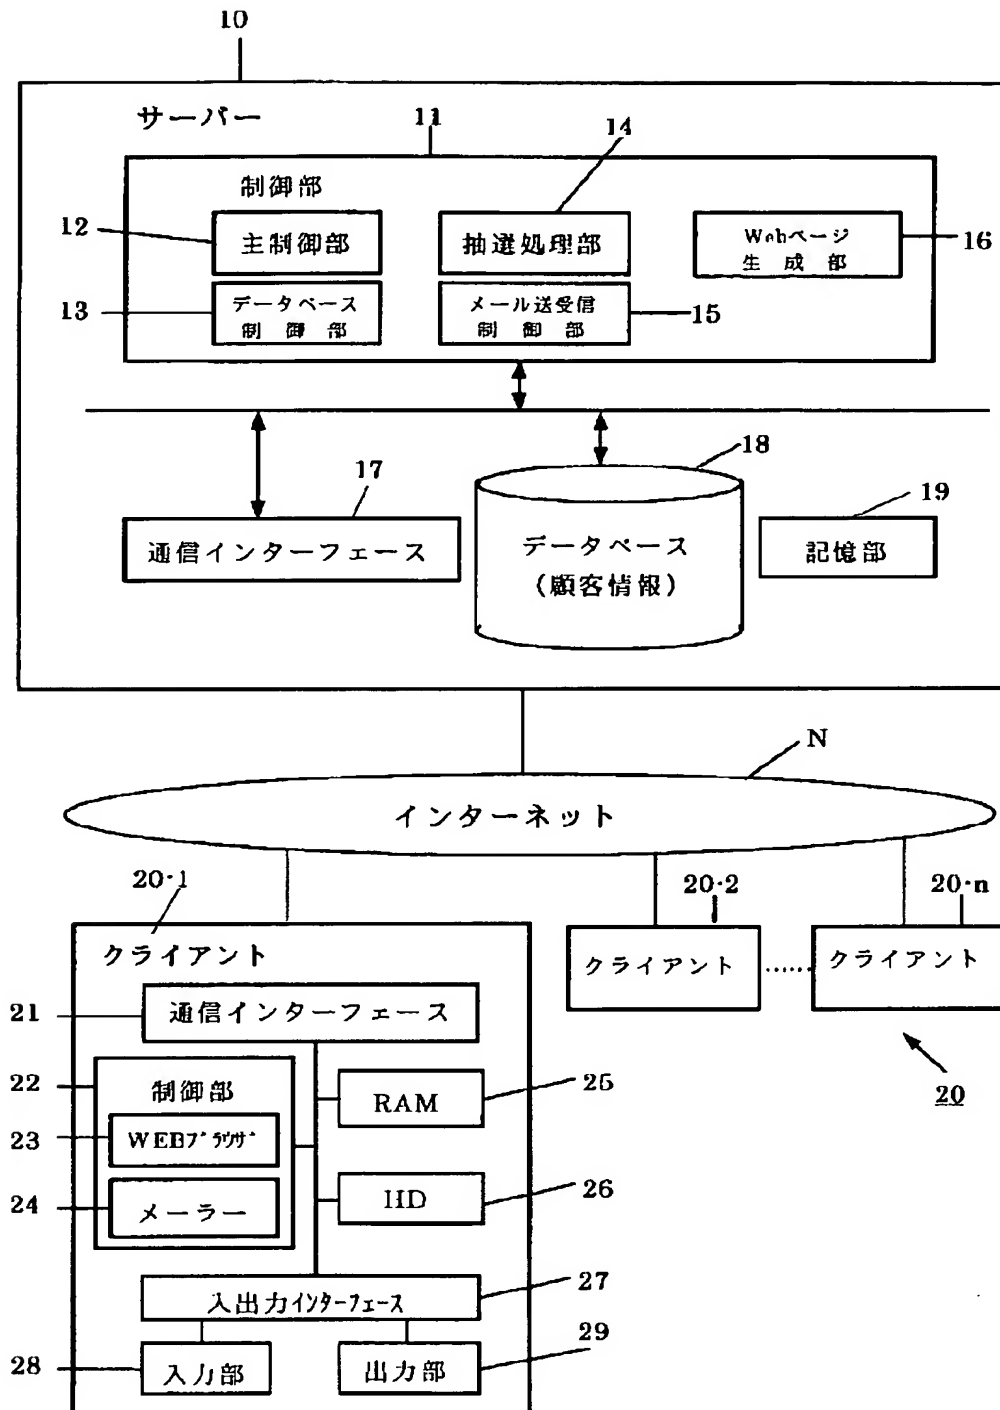 10
サーバー
11
14
制御部
12
主制御部
抽選処理部
Webページ
生成部
16
13
データベース
制御部
メール送受信
制御部
15
18
17
19
通信インターフェース
データベース
(顧客情報)
記憶部
N
インターネット
20・1
20・2
20・n
クライアント
クライアント
......
クライアント
21
通信インターフェース
20
22
制御部
25
RAM
23
WEBブラウザ
24
メーラー
HD
26
27
入出力インターフェース
28
入力部
出力部
29